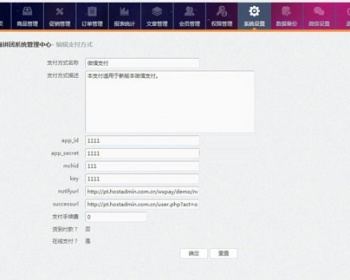 商品管理 促销管理 订单管理 报表统计 文章管理 会员管理 权限管理 系统设置 数据备份 微信设置
拼团系统管理中心 - 编辑支付方式
支付方式名称 微信支付
支付方式描述 本支付适用于新版本微信支付。
app_id 1111
app_secret 1111
mchid 111
key 1111
notifyurl http://pt.hostadmin.com.cn/wxpay/demo/n
successurl http://pt.hostadmin.com.cn/user.php?act=o
支付手续费 0
货到付款？ 否
在线支付？ 是
确定 重置